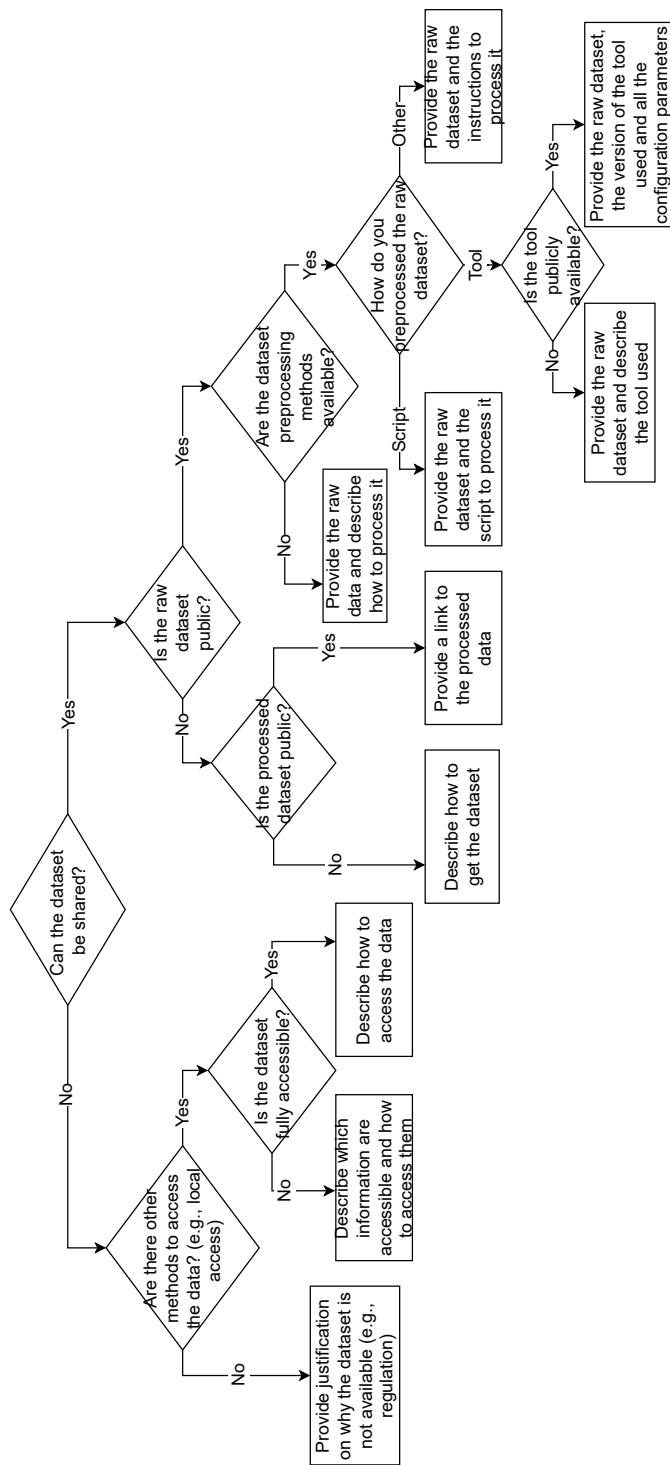 Can the dataset
be shared?
No
Yes
Are there other
methods to access
the data? (e.g., local
access)
No
Yes
Provide justification
on why the dataset is
not available (e.g.,
regulation)
Is the dataset
fully accessible?
No
Yes
Describe which
information are
accessible and how
to access them
Describe how to
access the data
Is the raw
dataset
public?
No
Yes
Is the processed
dataset public?
No
Yes
Describe how to
get the dataset
Provide a link to
the processed
data
Are the dataset
preprocessing
methods
available?
No
Yes
Provide the raw
data and describe
how to process it
How do you
preprocessed the raw
dataset?
Script
Tool
Other
Provide the raw
dataset and the
script to process it
Provide the raw
dataset and the
instructions to
process it
Is the tool
publicly
available?
No
Yes
Provide the raw
dataset and describe
the tool used
Provide the raw dataset,
the version of the tool
used and all the
configuration parameters